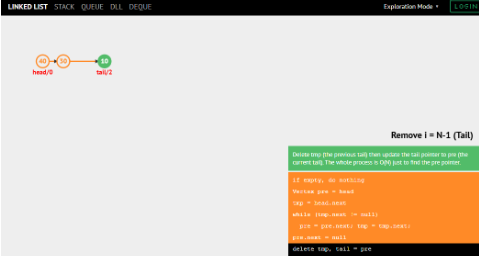 LINKED LIST STACK QUEUE DLL DEQUE Exploration Mode ▾ LOGIN
40 30 10
head/0 tail/2
Remove i = N-1 (Tail)
Delete tmp (the previous tail) then update the tail pointer to pre (the
current tail). The whole process is O(N) just to find the pre pointer.
if empty, do nothing
Vertex pre = head
tmp = head.next
while (tmp.next != null)
pre = pre.next; tmp = tmp.next;
pre.next = null
delete tmp, tail = pre